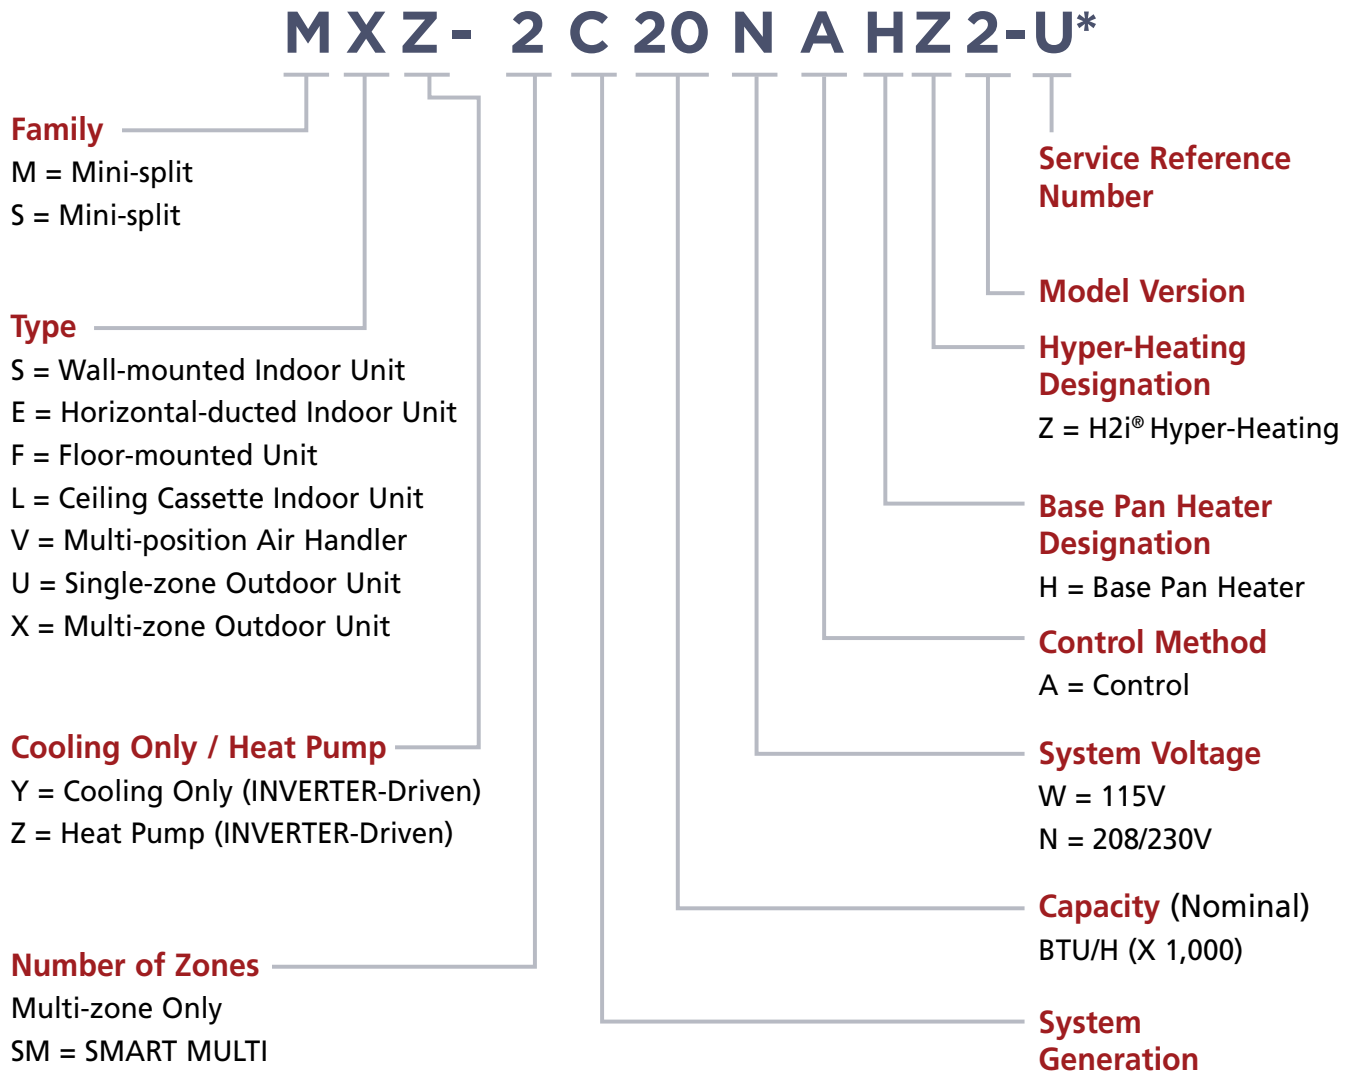 MXZ- 2C20NAHZ2-U*
Family
M = Mini-split
S = Mini-split
Type
S = Wall-mounted Indoor Unit
E = Horizontal-ducted Indoor Unit
F = Floor-mounted Unit
L = Ceiling Cassette Indoor Unit
V = Multi-position Air Handler
U = Single-zone Outdoor Unit
X = Multi-zone Outdoor Unit
Cooling Only / Heat Pump
Y = Cooling Only (INVERTER-Driven)
Z = Heat Pump (INVERTER-Driven)
Number of Zones
Multi-zone Only
SM = SMART MULTI
Service Reference
Number
Model Version
Hyper-Heating
Designation
Z = H2i® Hyper-Heating
Base Pan Heater
Designation
H = Base Pan Heater
Control Method
A = Control
System Voltage
W = 115V
N = 208/230V
Capacity (Nominal)
BTU/H (X 1,000)
System
Generation